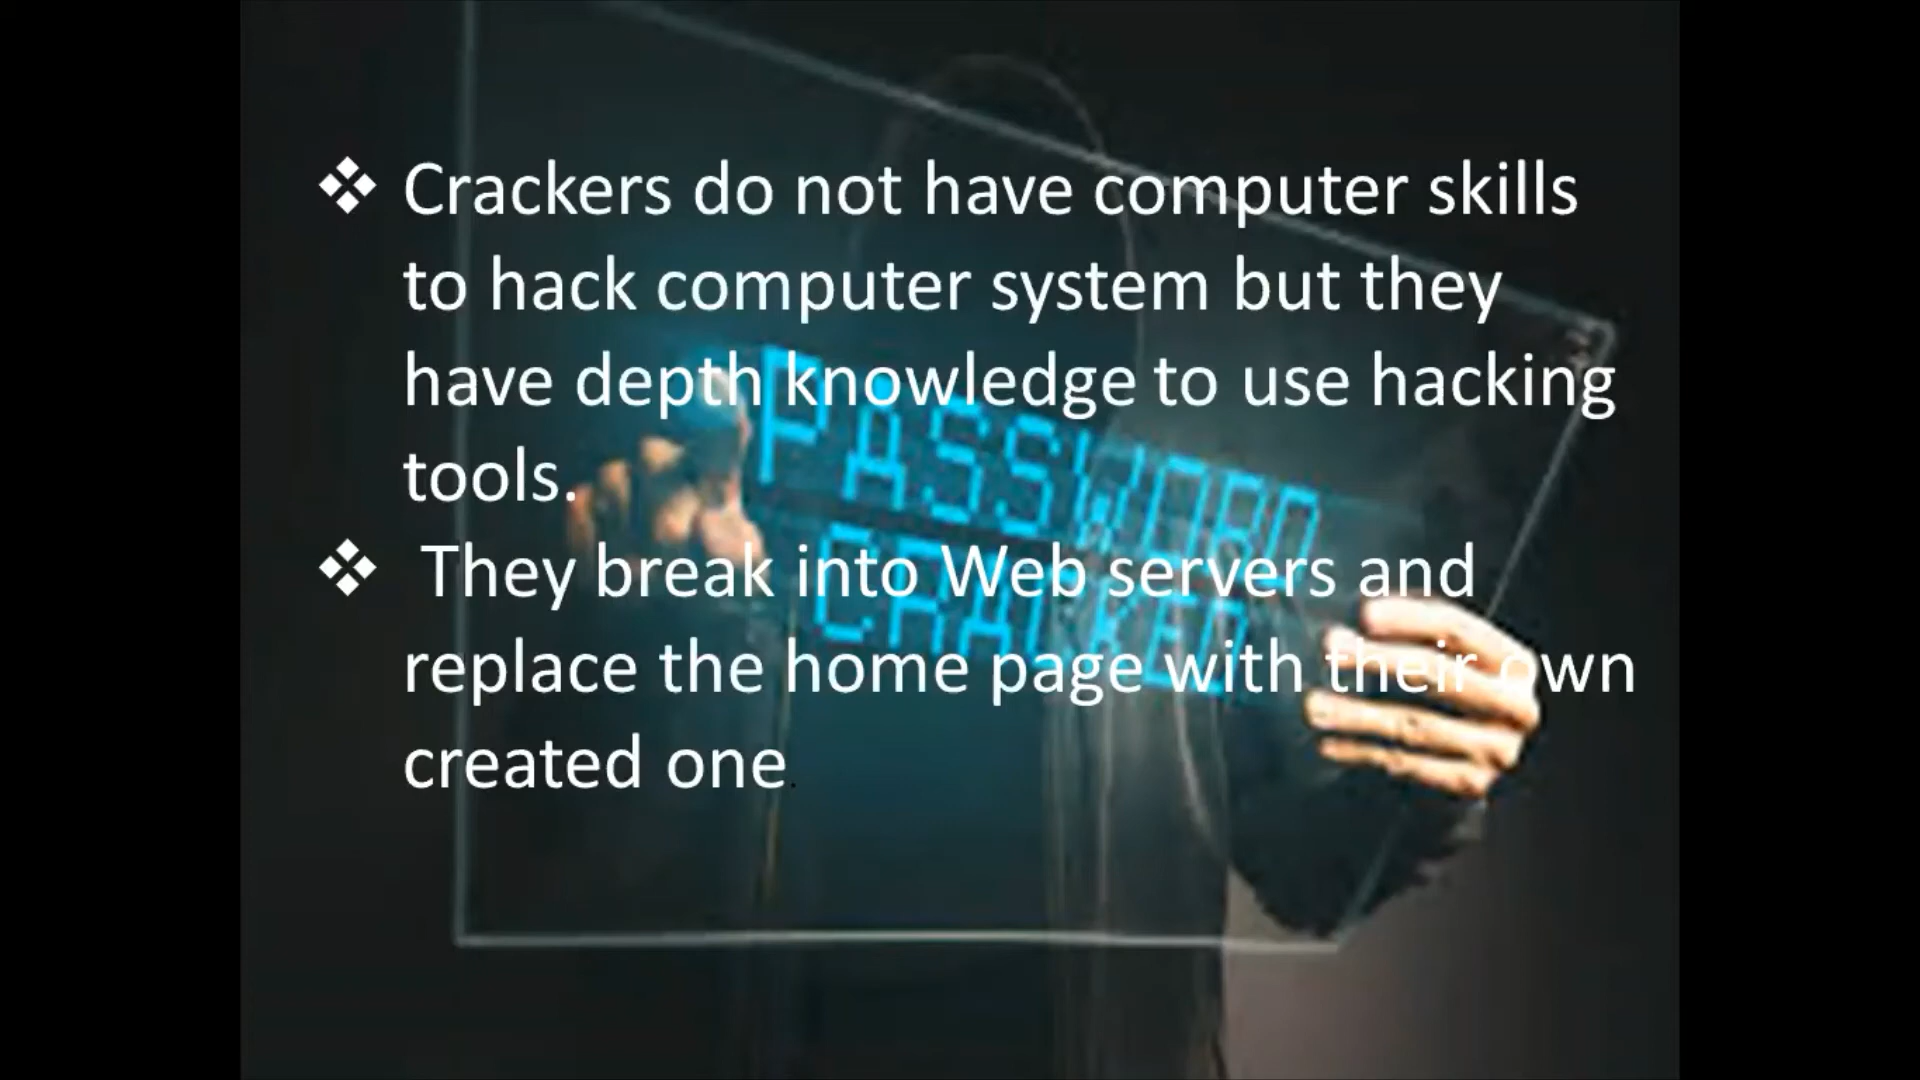 Crackers do not have computer skills
to hack computer system but they
have depth knowledge to use hacking
tools.
They break into Web servers and
replace the home page with their own
created one.
PASSWORD
CRACKED